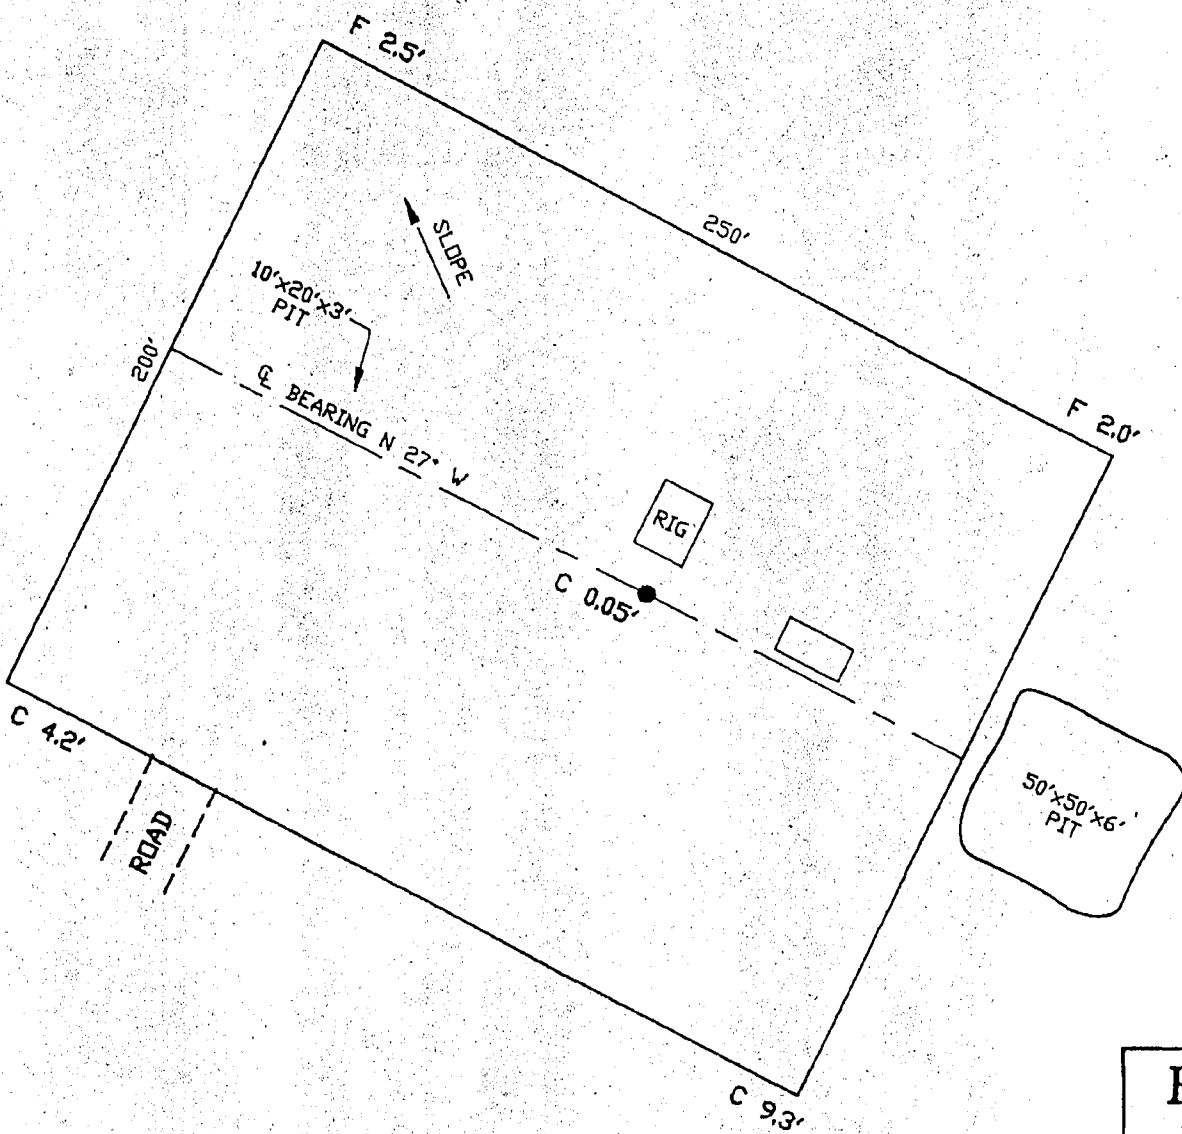 F 2.5'
250'
SLOPE
10'x20'x3'
PIT
200'
℄ BEARING N 27° W
F 2.0'
RIG
C 0.05'
C 4.2'
ROAD
50'x50'x6'
PIT
C 9.3'